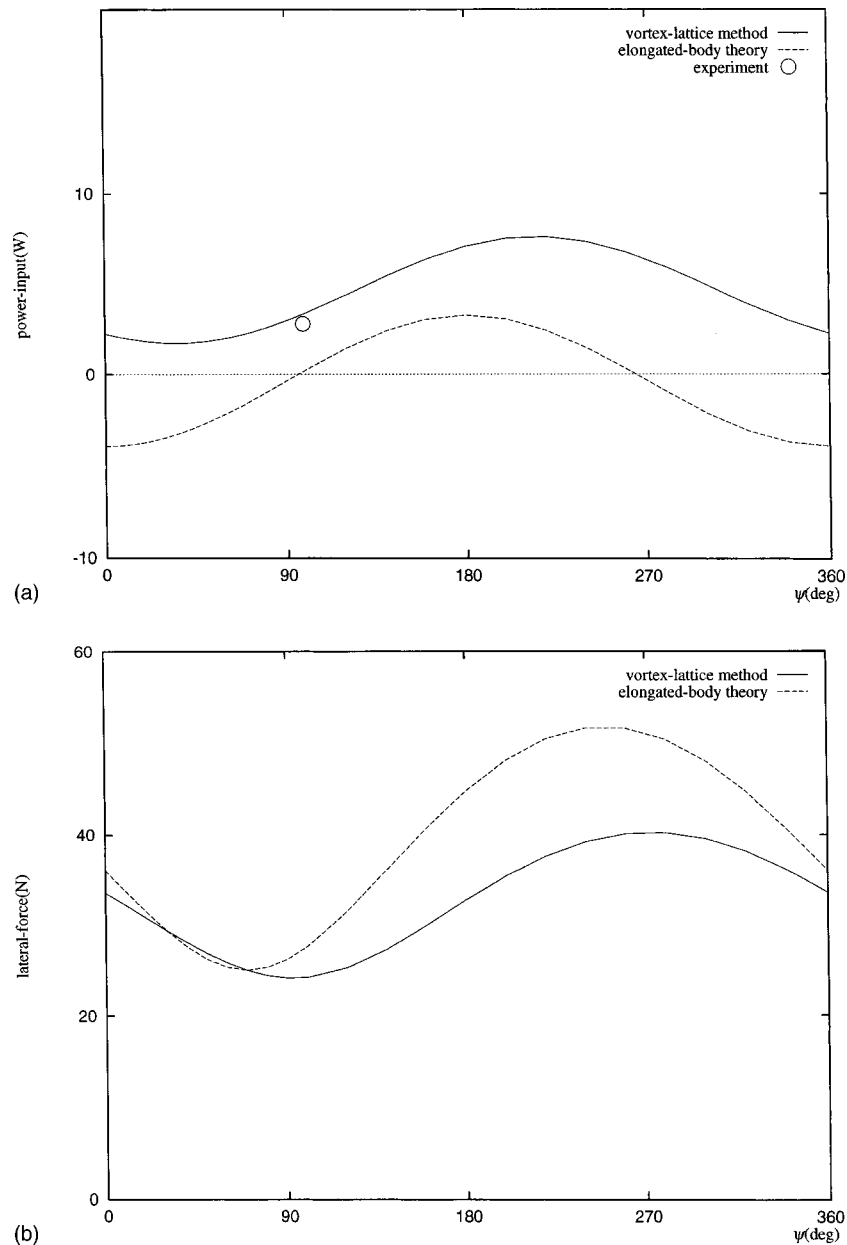 vortex-lattice method
elongated-body theory
experiment
10
0
-10
power-input(W)
0
90
180
270
360
ψ(deg)
(a)
60
40
20
0
vortex-lattice method
elongated-body theory
lateral-force(N)
0
90
180
270
360
ψ(deg)
(b)